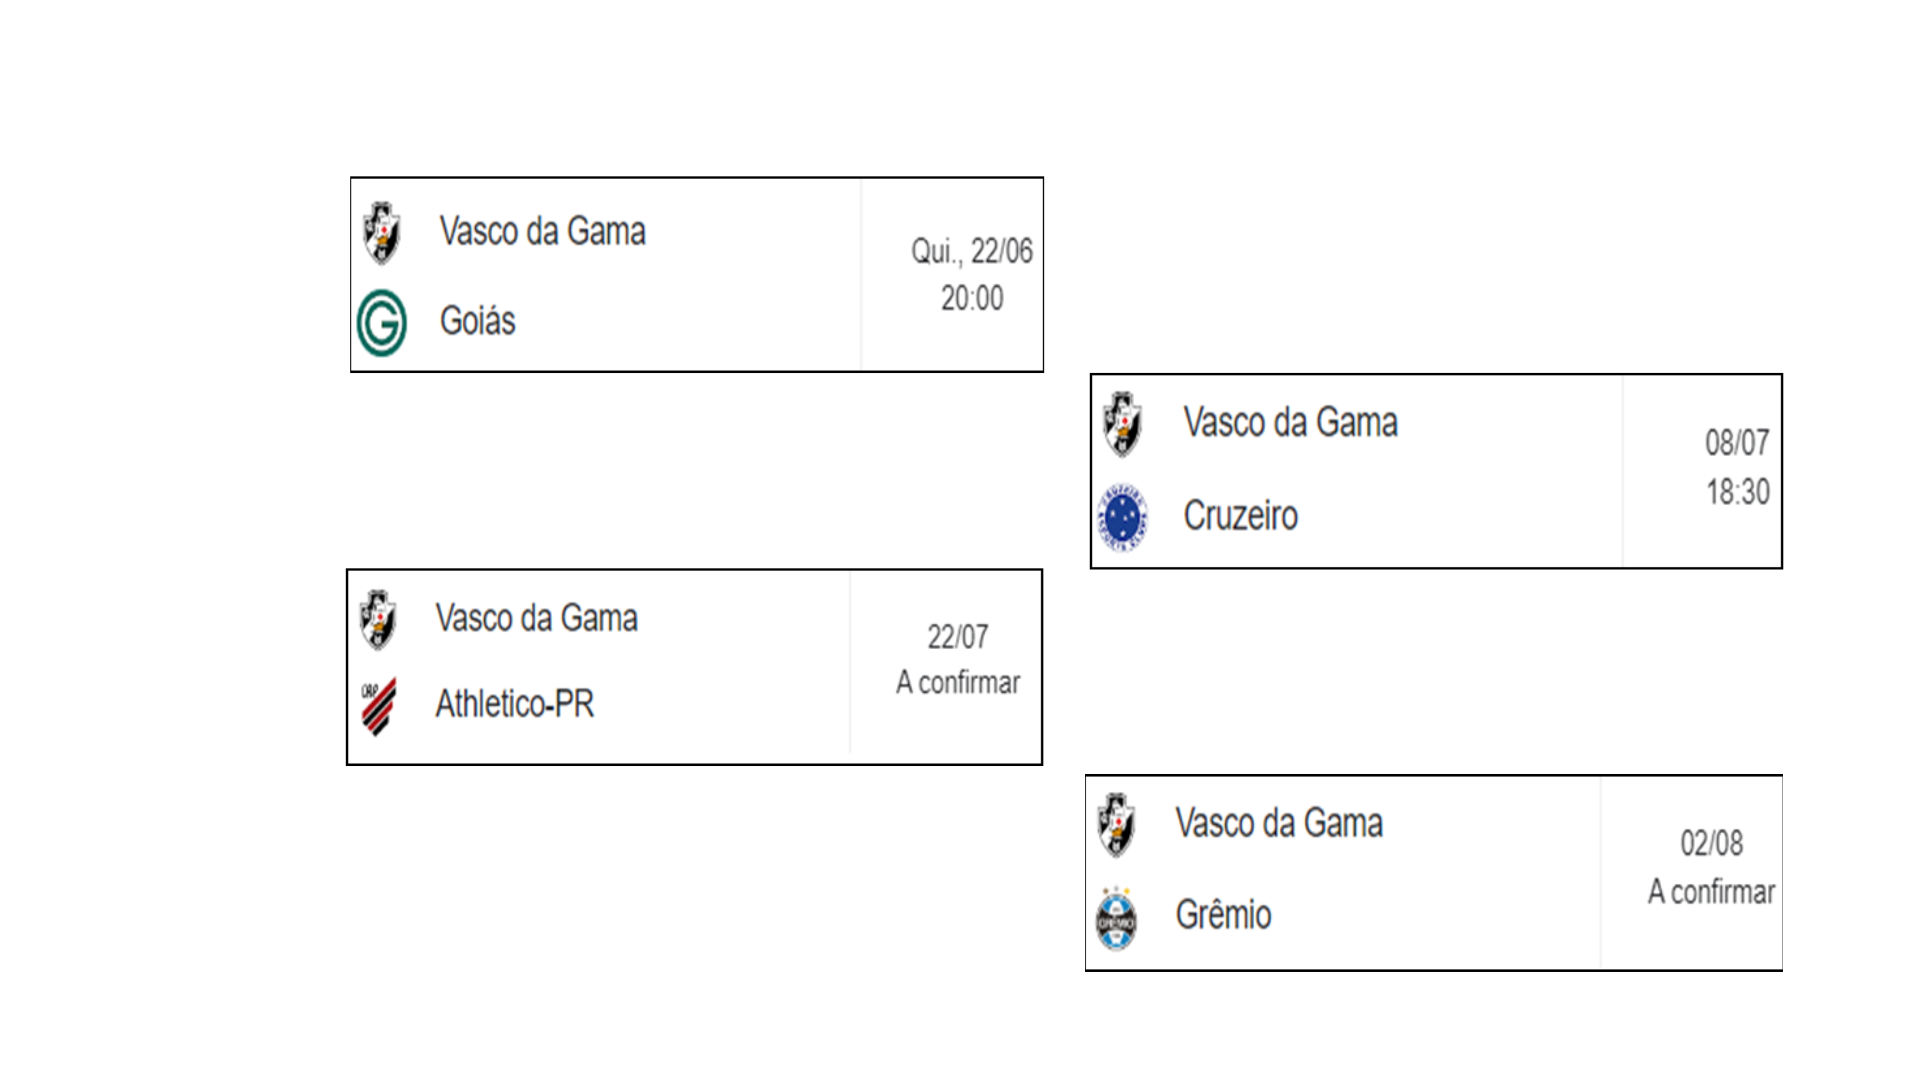 Vasco da Gama
Goiás
Qui., 22/06
20:00
Vasco da Gama
Cruzeiro
08/07
18:30
Vasco da Gama
Athletico-PR
22/07
A confirmar
Vasco da Gama
Grêmio
02/08
A confirmar